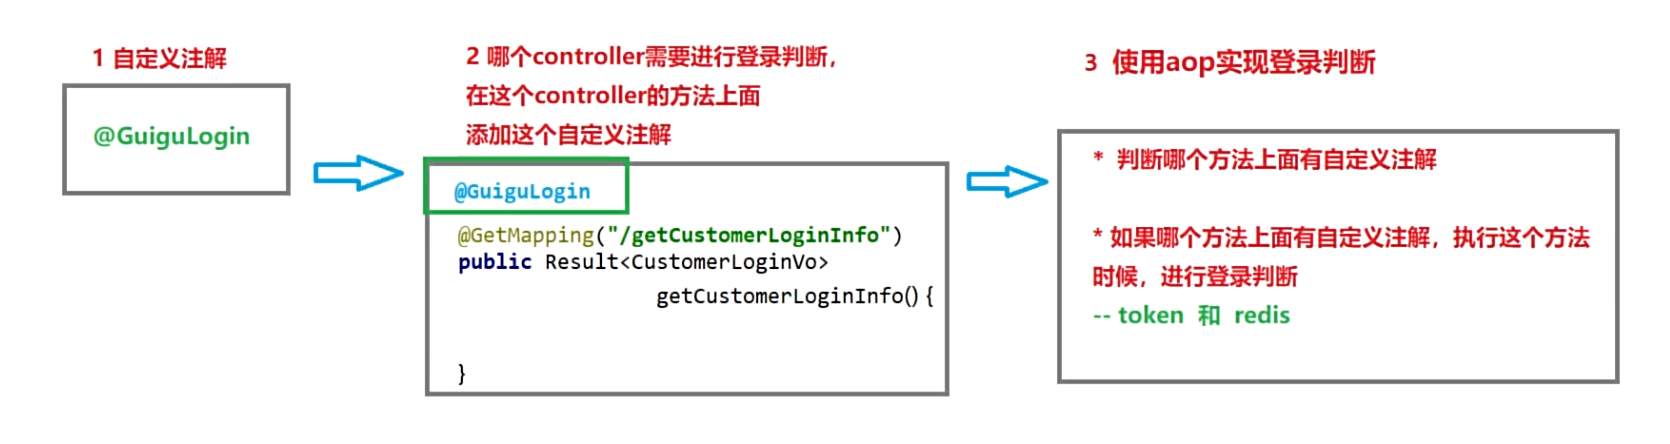 1 自定义注解
@GuiguLogin
2 哪个controller需要进行登录判断，
在这个controller的方法上面
添加这个自定义注解
@GuiguLogin
@GetMapping("/getCustomerLoginInfo")
public Result<CustomerLoginVo>
getCustomerLoginInfo() {
}
3 使用aop实现登录判断
* 判断哪个方法上面有自定义注解
* 如果哪个方法上面有自定义注解，执行这个方法
时候，进行登录判断
-- token 和 redis